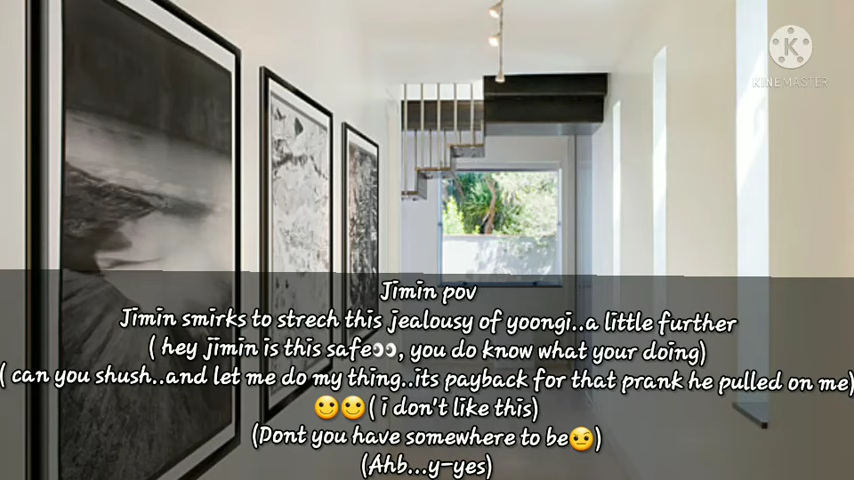 KINEMASTER
Jimin pov
Jimin smirks to strech this jealousy of yoongi..a little further
( hey jimin is this safe👀, you do know what your doing)
( can you shush..and let me do my thing..its payback for that prank he pulled on me)
🙂🙂( i don't like this)
(Dont you have somewhere to be🤨)
(Ahb...y-yes)